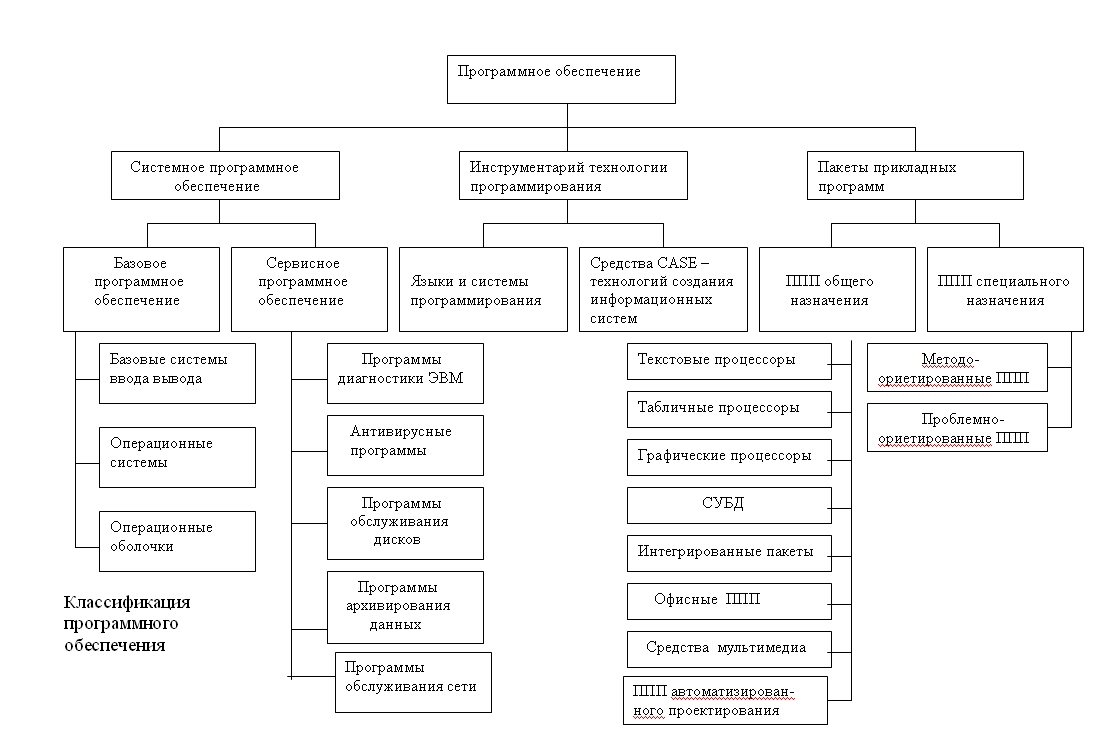 Программное обеспечение
Системное программное
обеспечение
Инструментарий технологии
программирования
Пакеты прикладных
программ
Базовое
программное
обеспечение
Сервисное
программное
обеспечение
Языки и системы
программирования
Средства CASE –
технологий создания
информационных
систем
ППП общего
назначения
ППП специального
назначения
Базовые системы
ввода вывода
Операционные
системы
Операционные
оболочки
Программы
диагностики ЭВМ
Антивирусные
программы
Программы
обслуживания
дисков
Программы
архивирования
данных
Программы
обслуживания сети
Текстовые процессоры
Табличные процессоры
Графические процессоры
СУБД
Интегрированные пакеты
Офисные ППП
Средства мультимедиа
ППП автоматизирован-
ного проектирования
Методо-
ориетированные ППП
Проблемно-
ориетированные ППП
Классификация
программного
обеспечения